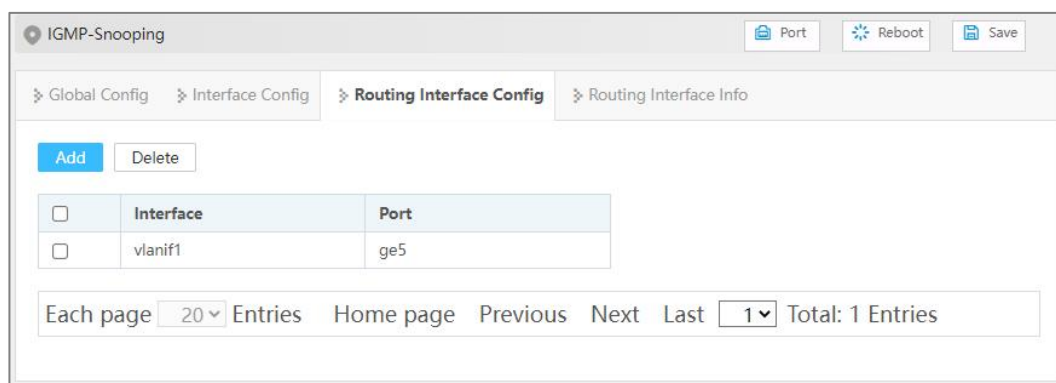 IGMP-Snooping Port Reboot Save
Global Config Interface Config Routing Interface Config Routing Interface Info
Add Delete
Interface Port
vlanif1 ge5
Each page 20 Entries Home page Previous Next Last 1 Total: 1 Entries